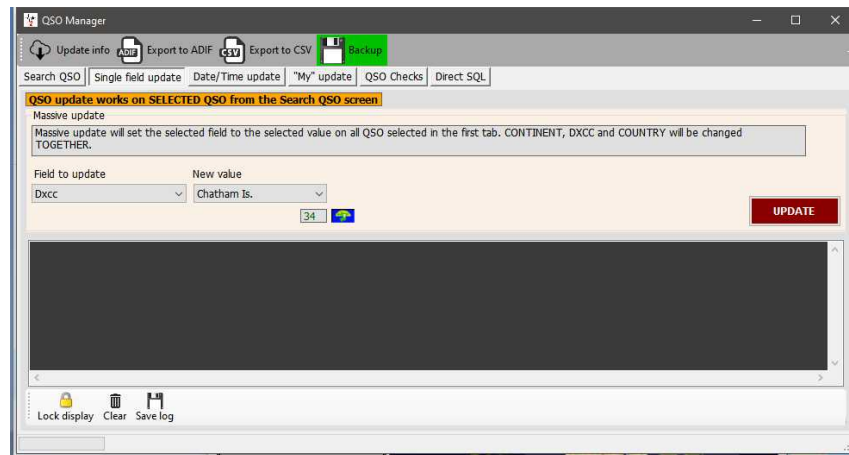 QSO Manager
Update info ADIF Export to ADIF CSV Export to CSV Backup
Search QSO Single field update Date/Time update "My" update QSO Checks Direct SQL
QSO update works on SELECTED QSO from the Search QSO screen
Massive update
Massive update will set the selected field to the selected value on all QSO selected in the first tab. CONTINENT, DXCC and COUNTRY will be changed
TOGETHER.
Field to update New value
Dxcc Chatham Is.
34
UPDATE
Lock display Clear Save log